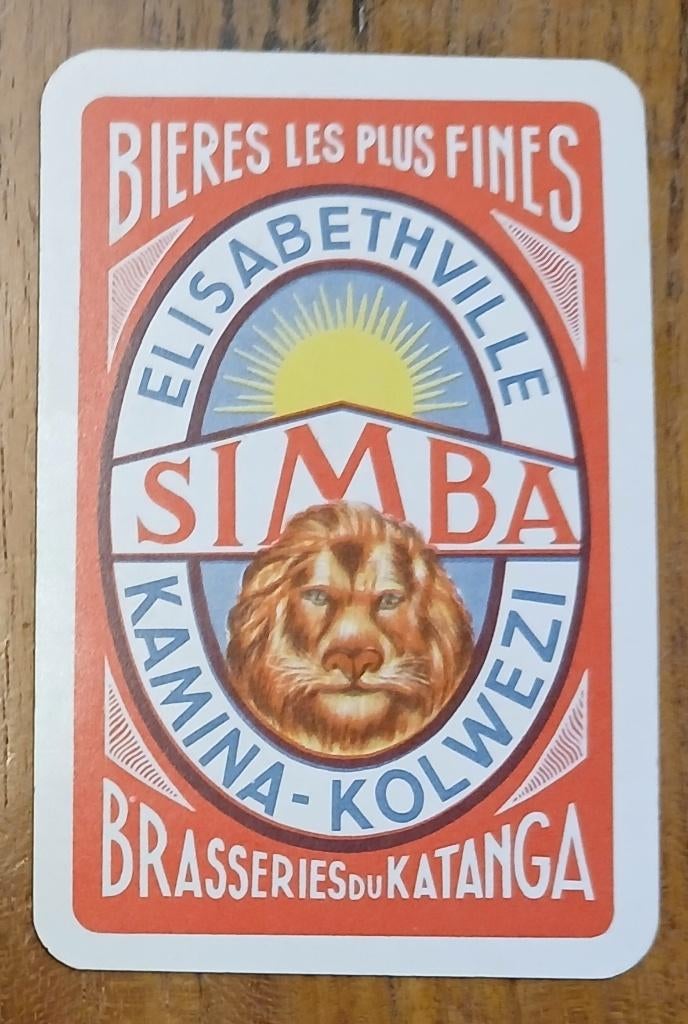 BIERES LES PLUS FINES
ELISABETHVILLE
SIMBA
KAMINA-KOLWEZI
BRASSERIES DU KATANGA